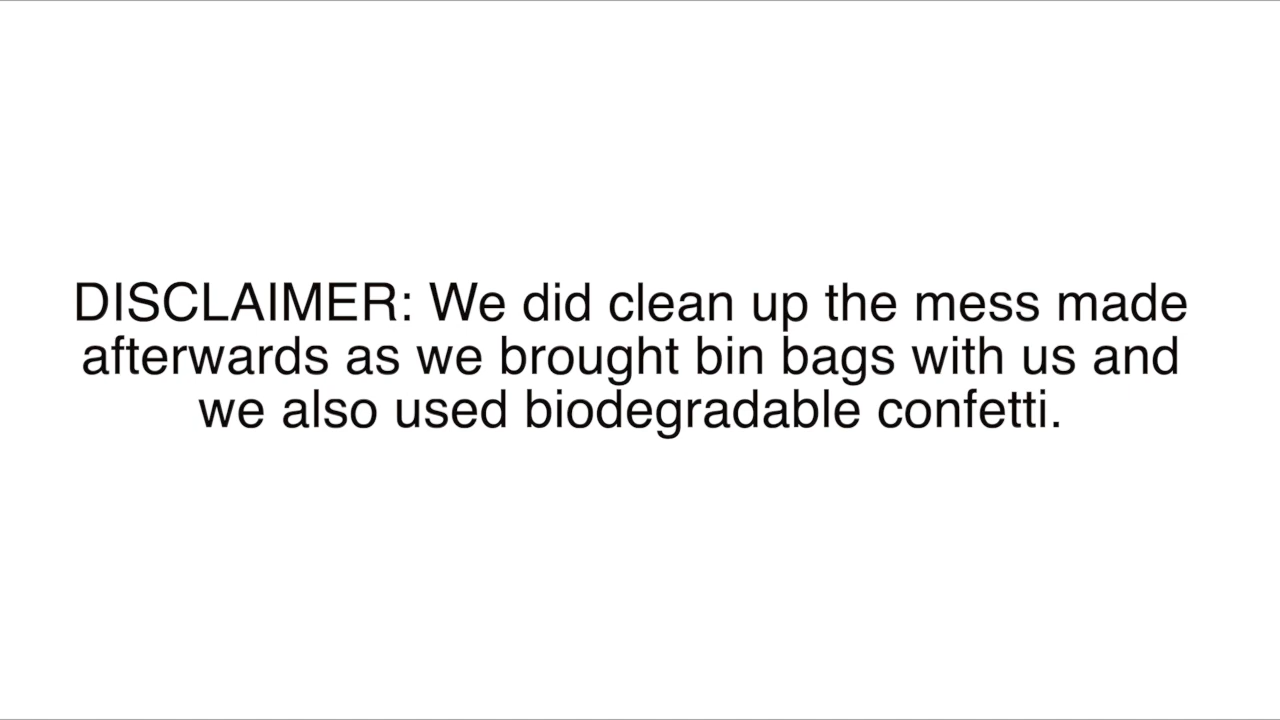 DISCLAIMER: We did clean up the mess made
afterwards as we brought bin bags with us and
we also used biodegradable confetti.